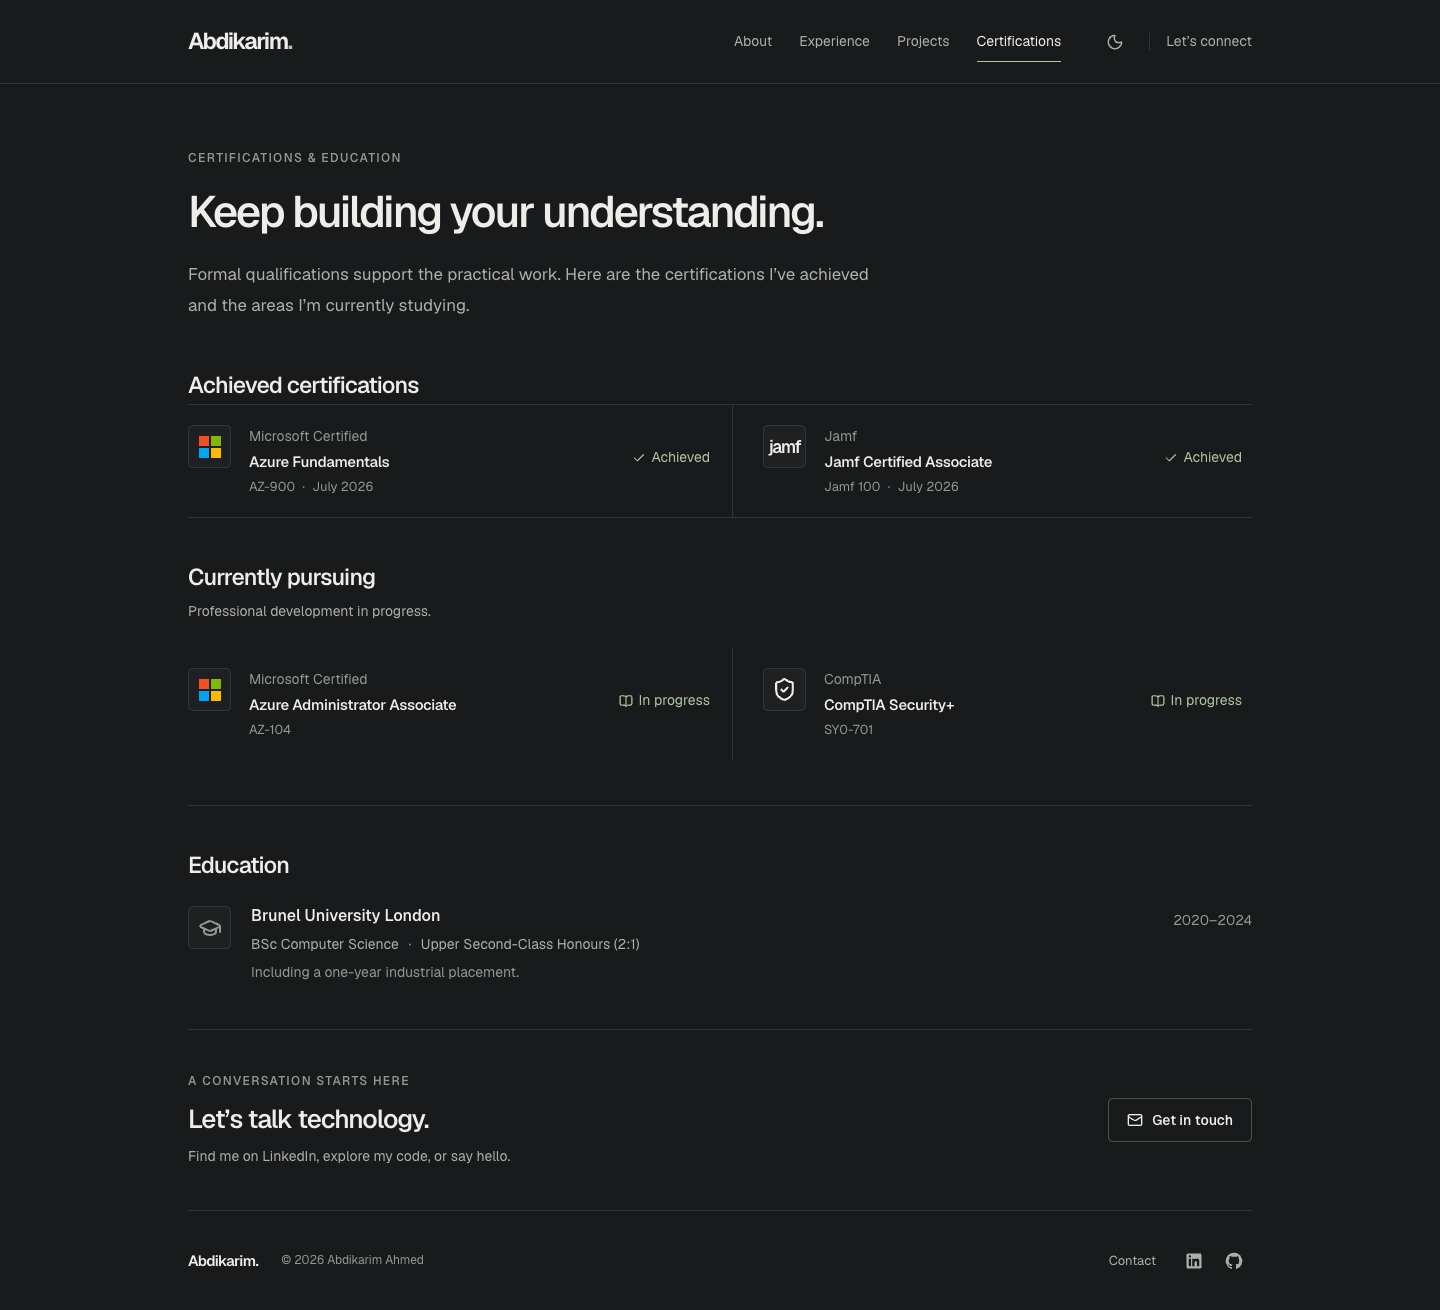 Abdikarim.
About
Experience
Projects
Certifications
Let’s connect
CERTIFICATIONS & EDUCATION
Keep building your understanding.
Formal qualifications support the practical work. Here are the certifications I’ve achieved
and the areas I’m currently studying.
Achieved certifications
Microsoft Certified
Azure Fundamentals
AZ-900 · July 2026
Achieved
jamf
Jamf
Jamf Certified Associate
Jamf 100 · July 2026
Achieved
Currently pursuing
Professional development in progress.
Microsoft Certified
Azure Administrator Associate
AZ-104
In progress
CompTIA
CompTIA Security+
SY0-701
In progress
Education
Brunel University London
2020–2024
BSc Computer Science · Upper Second-Class Honours (2:1)
Including a one-year industrial placement.
A CONVERSATION STARTS HERE
Let’s talk technology.
Find me on LinkedIn, explore my code, or say hello.
Get in touch
Abdikarim.
© 2026 Abdikarim Ahmed
Contact